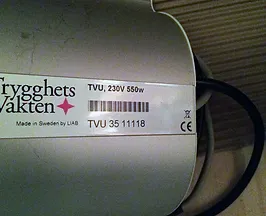 Trygghets
Vakten
Made in Sweden by LIAB
TVU, 230V 550w
TVU 35 11118
CE